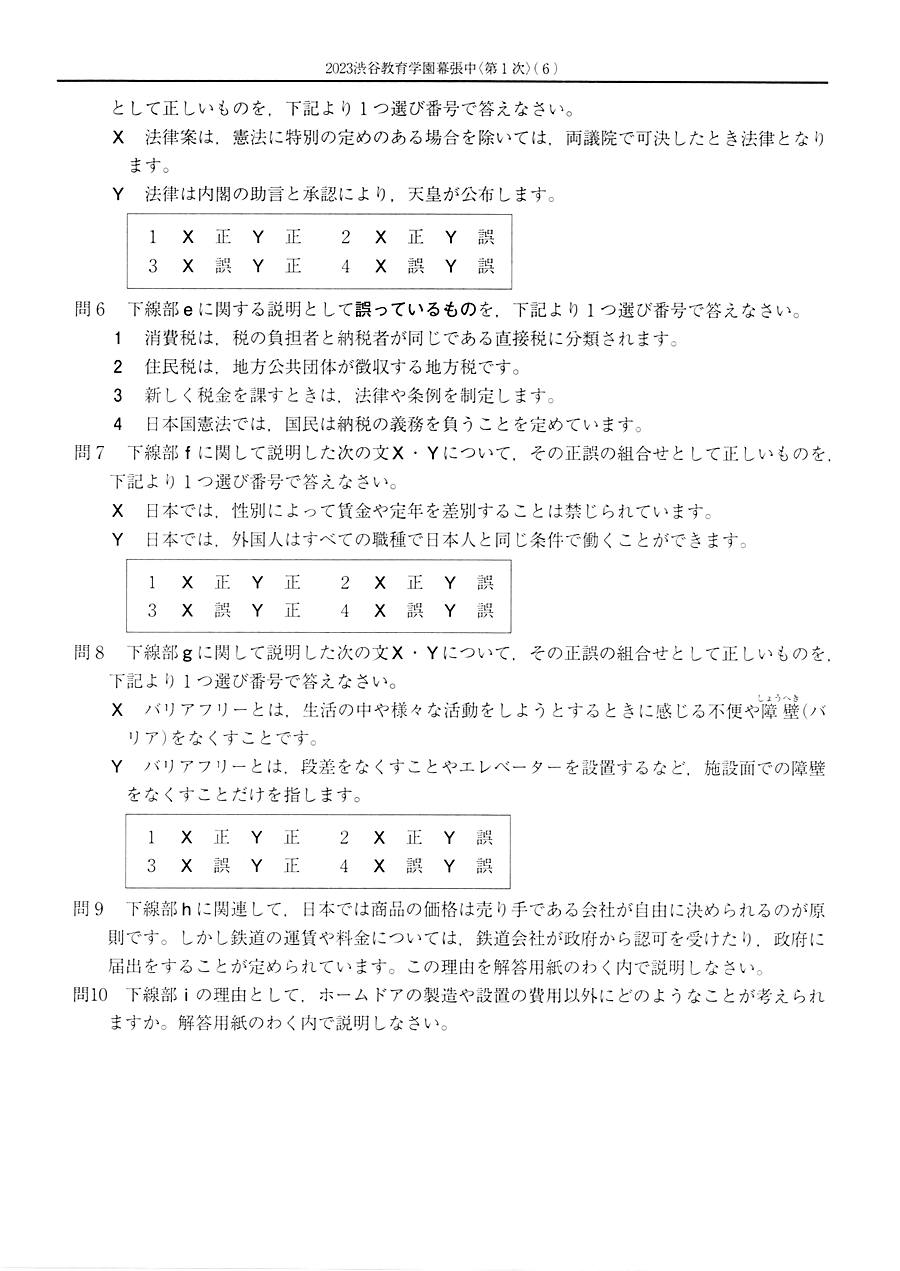 2023渋谷教育学園幕張中〈第1次〉(6)
として正しいものを，下記より1つ選び番号で答えなさい。
X 法律案は，憲法に特別の定めのある場合を除いては，両議院で可決したとき法律となり
ます。
Y 法律は内閣の助言と承認により，天皇が公布します。
1 X 正 Y 正 2 X 正 Y 誤
3 X 誤 Y 正 4 X 誤 Y 誤
問6 下線部eに関する説明として誤っているものを，下記より1つ選び番号で答えなさい。
1 消費税は，税の負担者と納税者が同じである直接税に分類されます。
2 住民税は，地方公共団体が徴収する地方税です。
3 新しく税金を課すときは，法律や条例を制定します。
4 日本国憲法では，国民は納税の義務を負うことを定めています。
問7 下線部fに関して説明した次の文X・Yについて，その正誤の組合せとして正しいものを，
下記より1つ選び番号で答えなさい。
X 日本では，性別によって賃金や定年を差別することは禁じられています。
Y 日本では，外国人はすべての職種で日本人と同じ条件で働くことができます。
1 X 正 Y 正 2 X 正 Y 誤
3 X 誤 Y 正 4 X 誤 Y 誤
問8 下線部gに関して説明した次の文X・Yについて，その正誤の組合せとして正しいものを，
下記より1つ選び番号で答えなさい。
しょうへき
X バリアフリーとは，生活の中や様々な活動をしようとするときに感じる不便や障壁(バ
リア)をなくすことです。
Y バリアフリーとは，段差をなくすことやエレベーターを設置するなど，施設面での障壁
をなくすことだけを指します。
1 X 正 Y 正 2 X 正 Y 誤
3 X 誤 Y 正 4 X 誤 Y 誤
問9 下線部hに関連して，日本では商品の価格は売り手である会社が自由に決められるのが原
則です。しかし鉄道の運賃や料金については，鉄道会社が政府から認可を受けたり，政府に
届出をすることが定められています。この理由を解答用紙のわく内で説明しなさい。
問10 下線部iの理由として，ホームドアの製造や設置の費用以外にどのようなことが考えられ
ますか。解答用紙のわく内で説明しなさい。